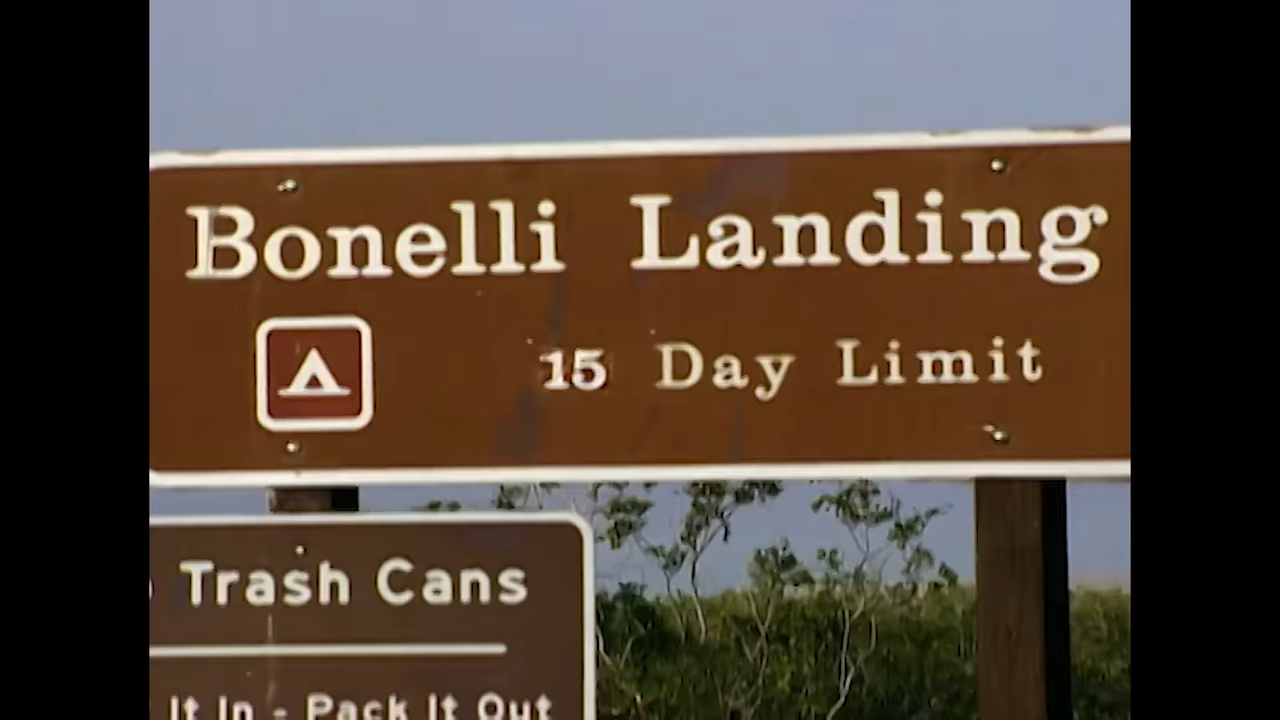 Bonelli Landing
15 Day Limit
Trash Cans
It In - Pack It Out